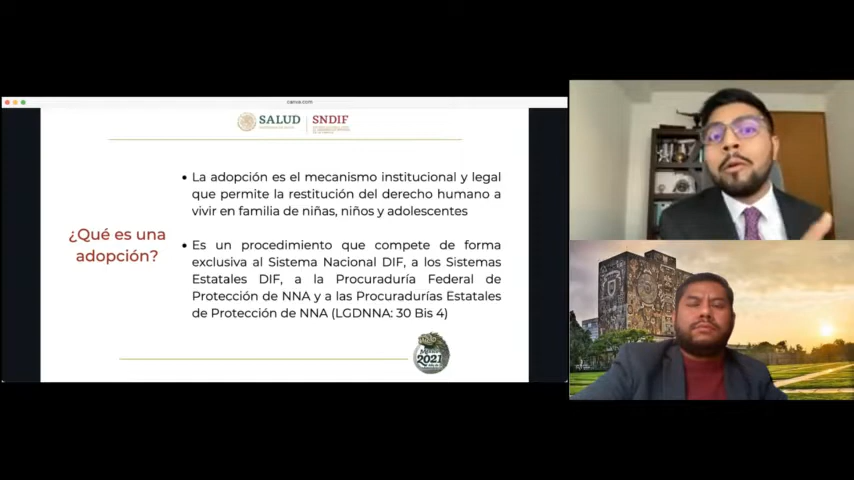 canva.com
SALUD
SNDIF
¿Qué es una
adopción?
• La adopción es el mecanismo institucional y legal
que permite la restitución del derecho humano a
vivir en familia de niñas, niños y adolescentes
• Es un procedimiento que compete de forma
exclusiva al Sistema Nacional DIF, a los Sistemas
Estatales DIF, a la Procuraduría Federal de
Protección de NNA y a las Procuradurías Estatales
de Protección de NNA (LGDNNA: 30 Bis 4)
2021